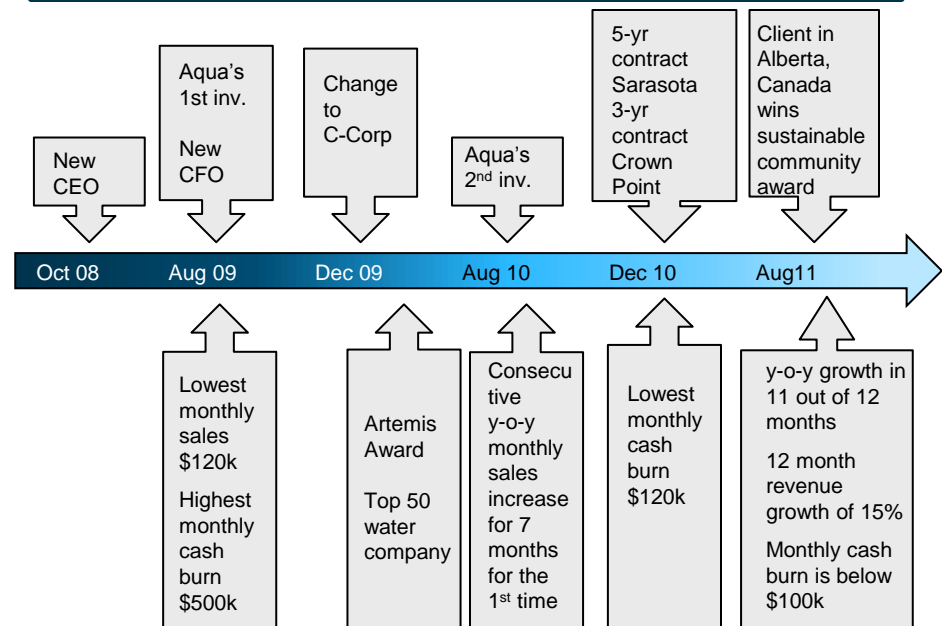 New
CEO
Aqua's
1st inv.
New
CFO
Change
to
C-Corp
Aqua's
2nd inv.
5-yr
contract
Sarasota
3-yr
contract
Crown
Point
Client in
Alberta,
Canada
wins
sustainable
community
award
Oct 08
Aug 09
Dec 09
Aug 10
Dec 10
Aug11
Lowest
monthly
sales
$120k
Highest
monthly
cash
burn
$500k
Artemis
Award
Top 50
water
company
Consecu
tive
y-o-y
monthly
sales
increase
for 7
months
for the
1st time
Lowest
monthly
cash
burn
$120k
y-o-y growth in
11 out of 12
months
12 month
revenue
growth of 15%
Monthly cash
burn is below
$100k